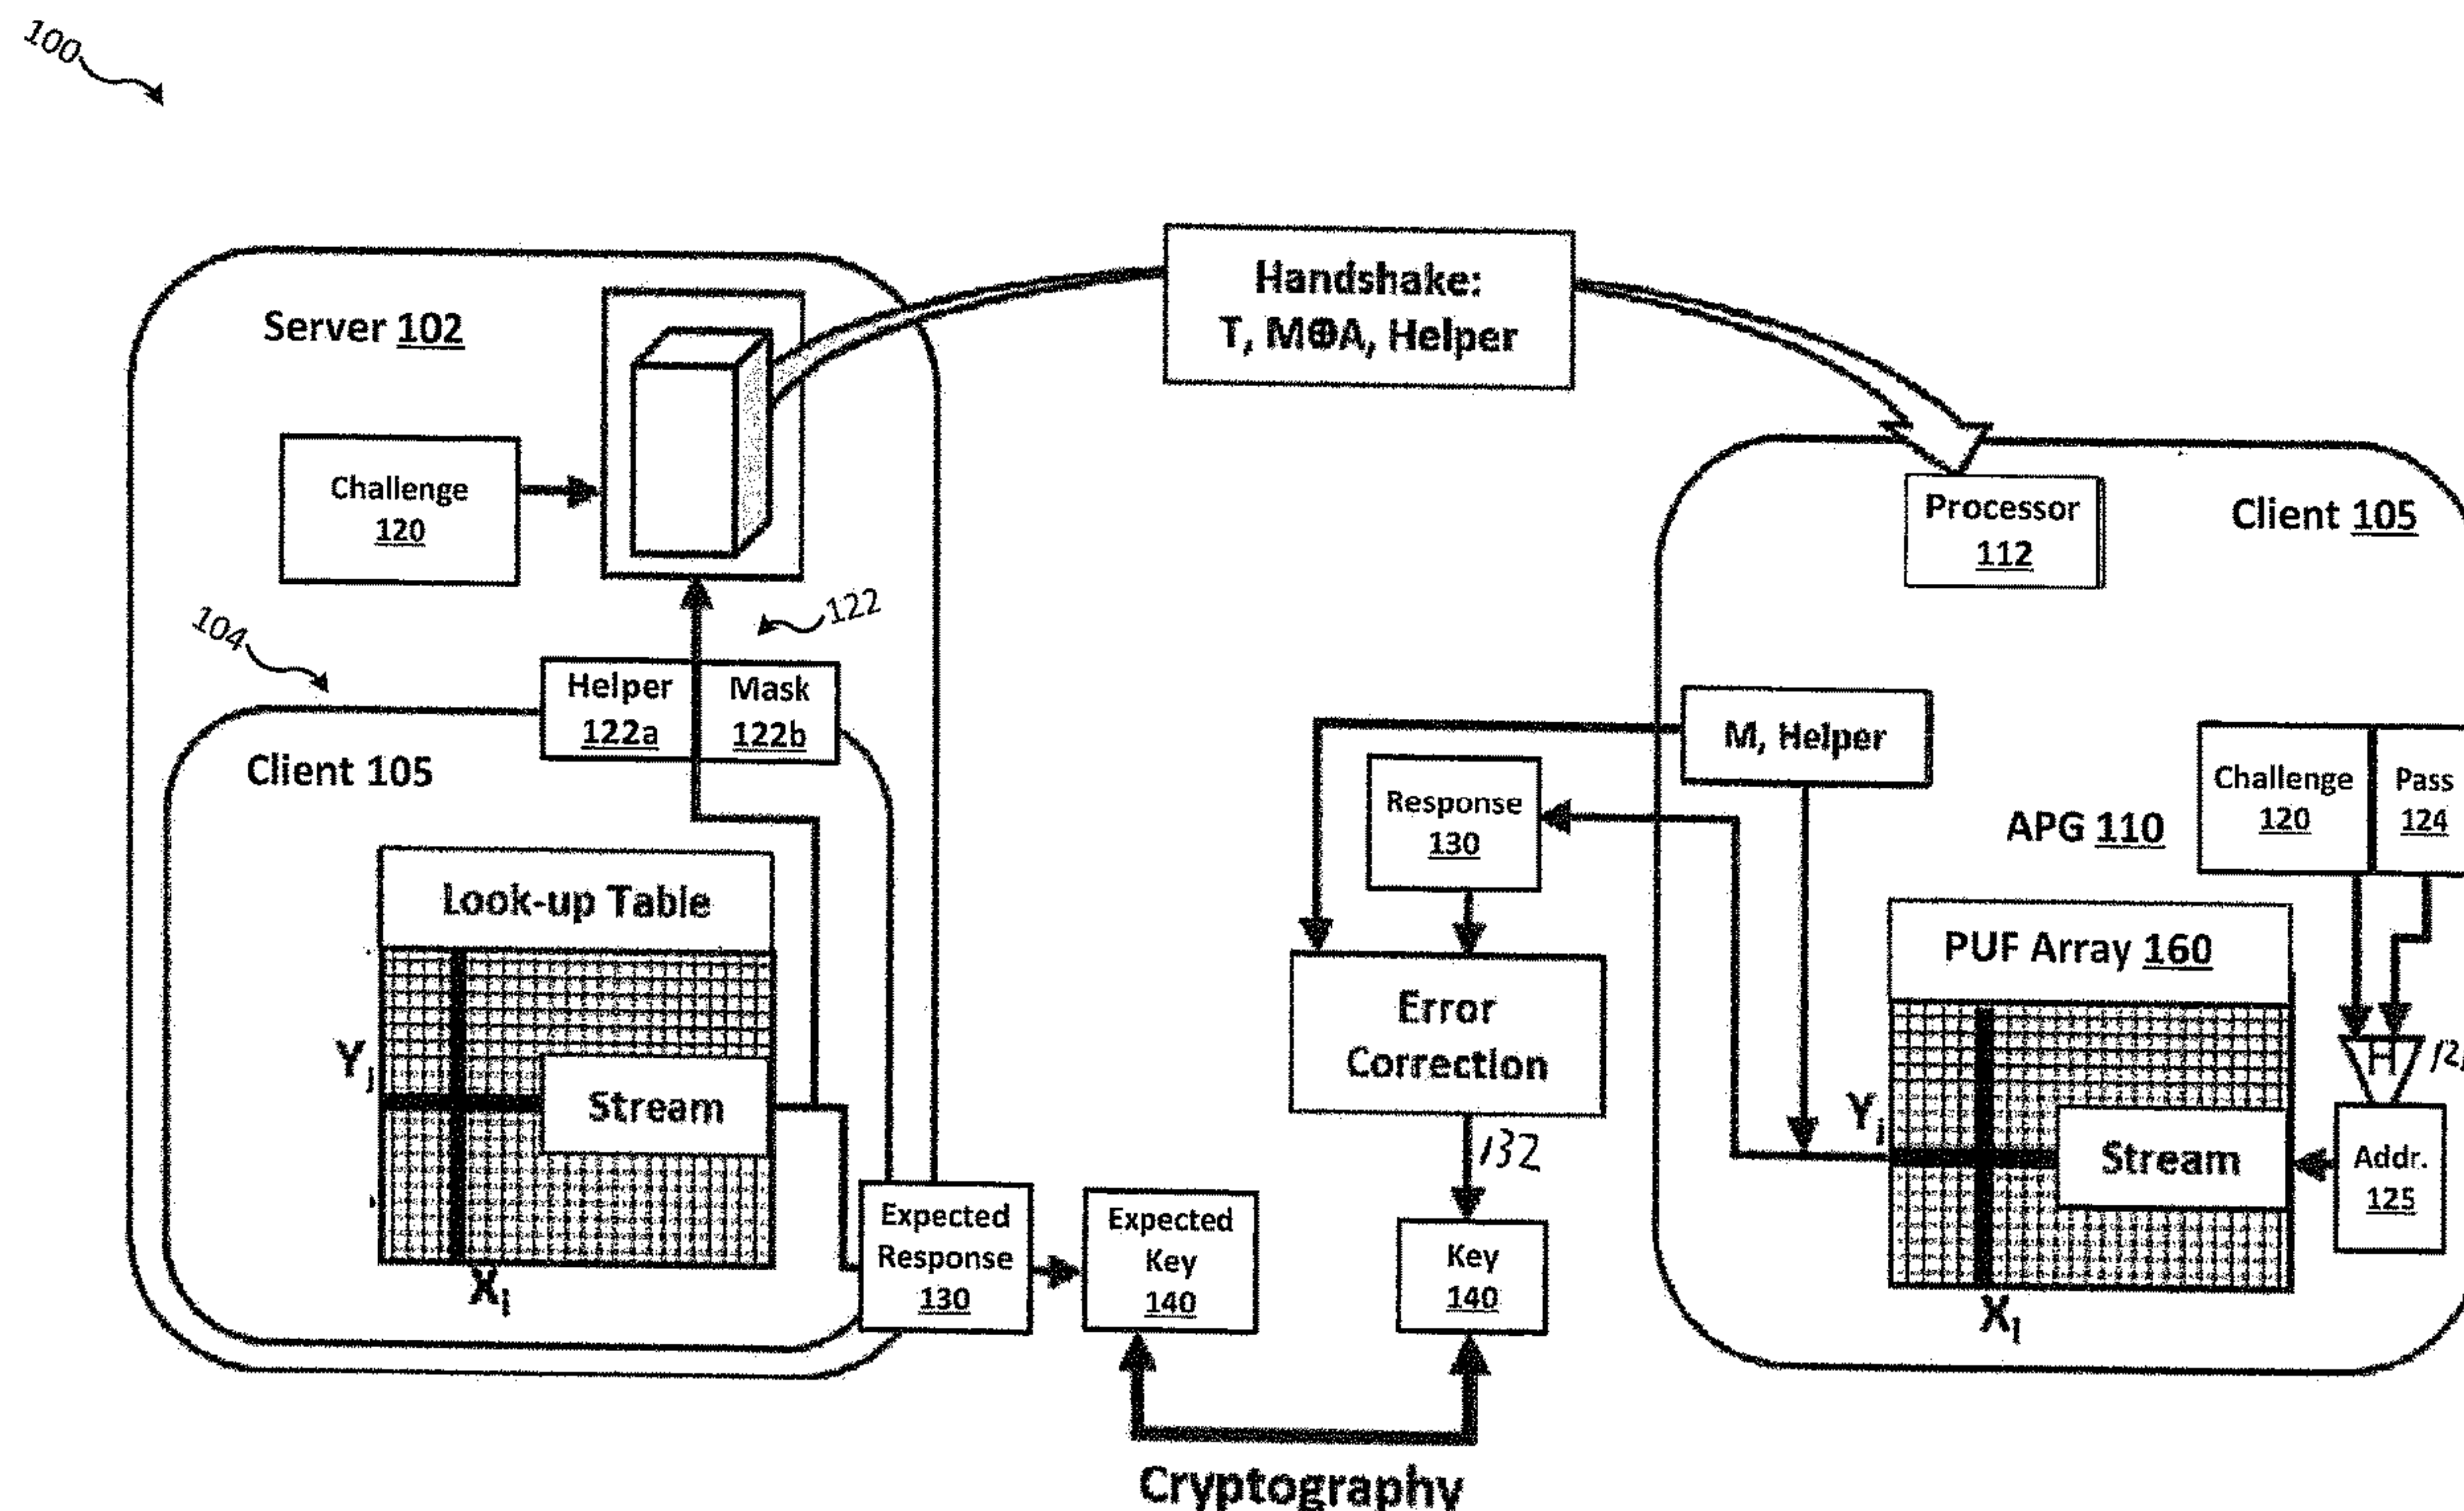 100
Handshake:
T, M⊕A, Helper
Server 102
Challenge
120
122
104
Helper
122a
Mask
122b
Client 105
Look-up Table
Stream
Yj
Xi
Expected
Response
130
Expected
Key
140
Cryptography
Key
140
132
Error
Correction
Response
130
Processor
112
Client 105
M, Helper
APG 110
Challenge
120
Pass
124
H
PUF Array 160
Stream
Addr.
125